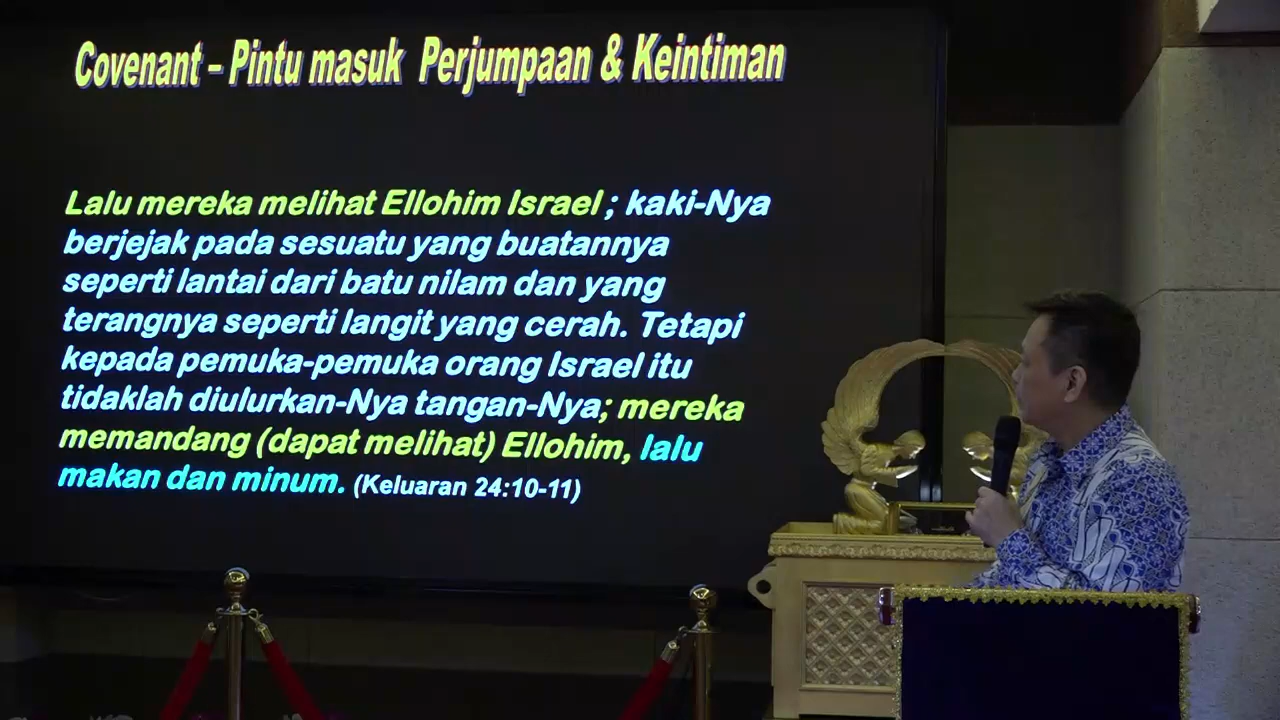 Covenant – Pintu masuk Perjumpaan & Keintiman
Lalu mereka melihat Ellohim Israel ; kaki-Nya
berjejak pada sesuatu yang buatannya
seperti lantai dari batu nilam dan yang
terangnya seperti langit yang cerah. Tetapi
kepada pemuka-pemuka orang Israel itu
tidaklah diulurkan-Nya tangan-Nya; mereka
memandang (dapat melihat) Ellohim, lalu
makan dan minum. (Keluaran 24:10-11)